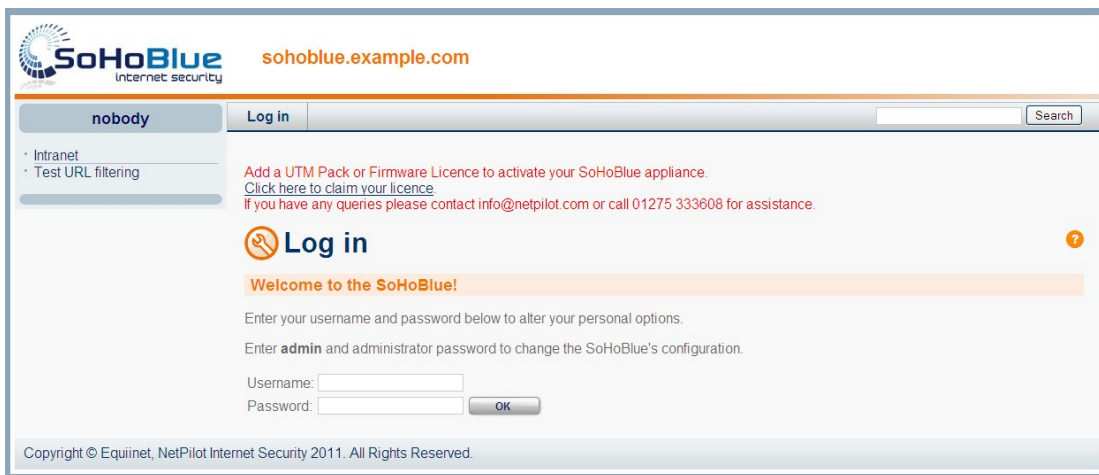 SoHoBlue
internet security
sohoblue.example.com
nobody
Log in
Search
Intranet
Test URL filtering
Add a UTM Pack or Firmware Licence to activate your SoHoBlue appliance.
Click here to claim your licence.
If you have any queries please contact info@netpilot.com or call 01275 333608 for assistance.
Log in
?
Welcome to the SoHoBlue!
Enter your username and password below to alter your personal options.
Enter admin and administrator password to change the SoHoBlue's configuration.
Username:
Password:
OK
Copyright © Equiinet, NetPilot Internet Security 2011. All Rights Reserved.